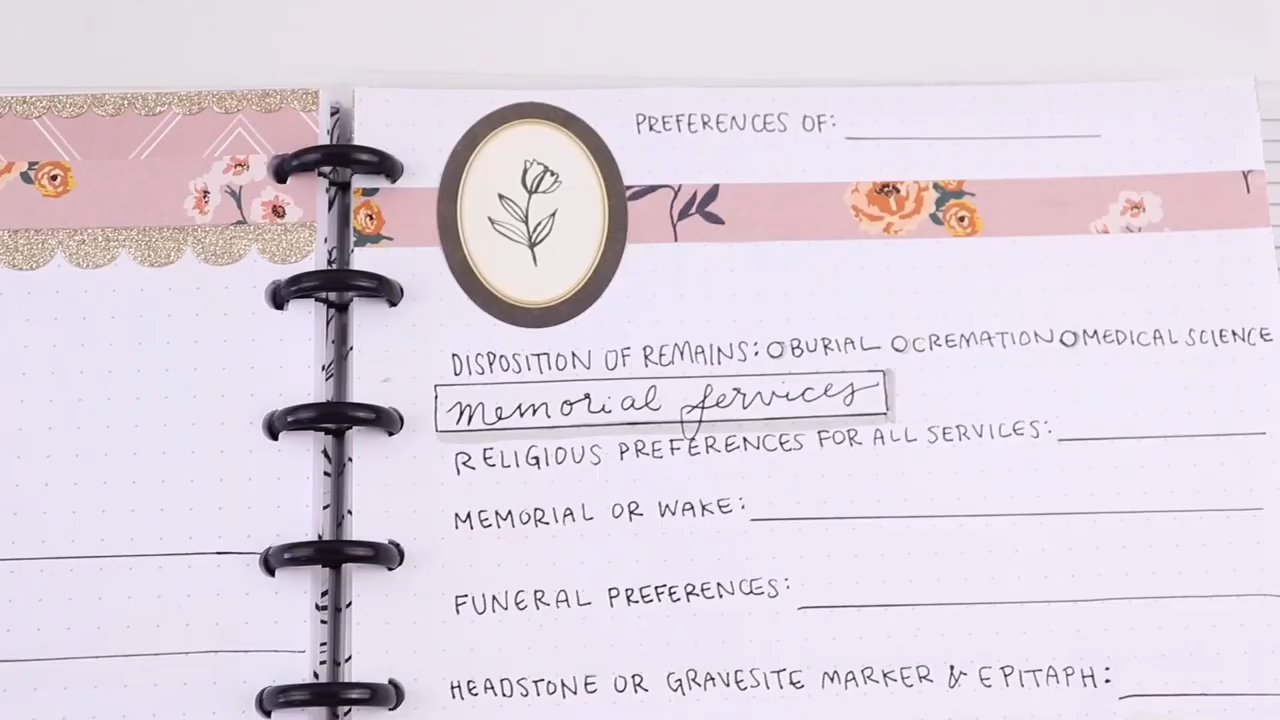 PREFERENCES OF:
DISPOSITION OF REMAINS: O BURIAL O CREMATION O MEDICAL SCIENCE
Memorial Services
RELIGIOUS PREFERENCES FOR ALL SERVICES:
MEMORIAL OR WAKE:
FUNERAL PREFERENCES:
HEADSTONE OR GRAVESITE MARKER & EPITAPH: